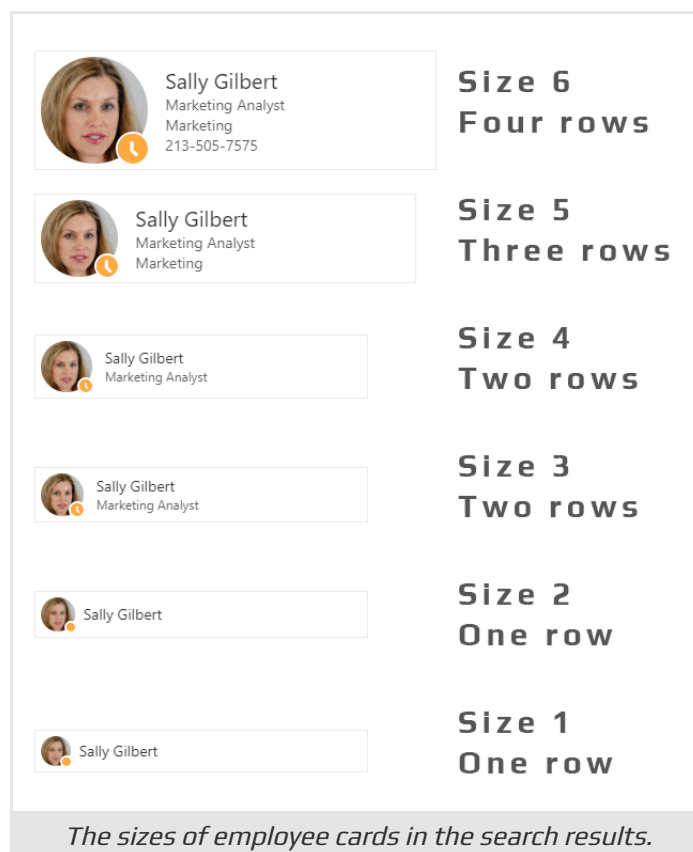 Sally Gilbert
Marketing Analyst
Marketing
213-505-7575
Size 6
Four rows
Sally Gilbert
Marketing Analyst
Marketing
Size 5
Three rows
Sally Gilbert
Marketing Analyst
Size 4
Two rows
Sally Gilbert
Marketing Analyst
Size 3
Two rows
Sally Gilbert
Size 2
One row
Sally Gilbert
Size 1
One row
The sizes of employee cards in the search results.